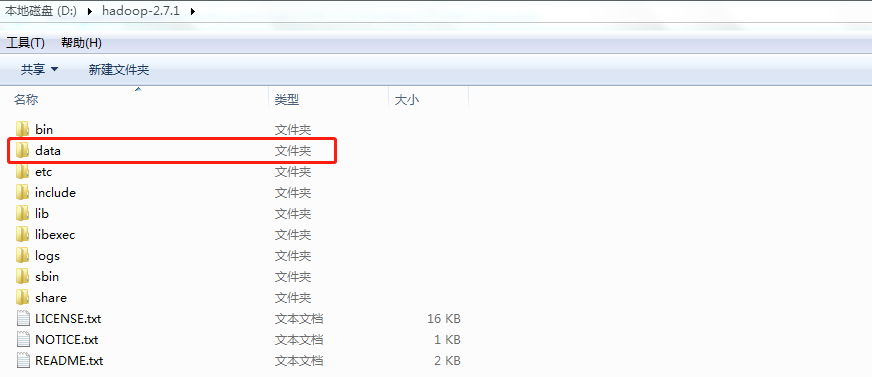 本地磁盘 (D:) hadoop-2.7.1
工具(T) 帮助(H)
共享 新建文件夹
名称 类型 大小
bin 文件夹
data 文件夹
etc 文件夹
include 文件夹
lib 文件夹
libexec 文件夹
logs 文件夹
sbin 文件夹
share 文件夹
LICENSE.txt 文本文档 16 KB
NOTICE.txt 文本文档 1 KB
README.txt 文本文档 2 KB